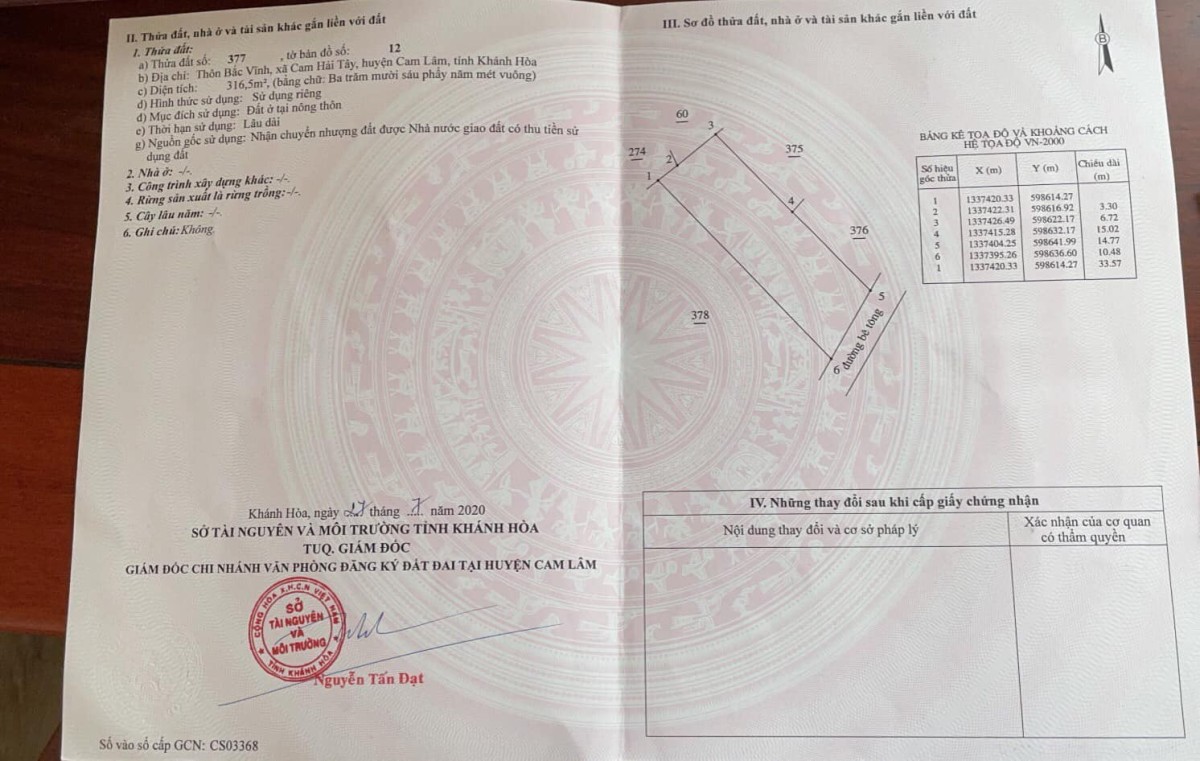 II. Thửa đất, nhà ở và tài sản khác gắn liền với đất
1. Thửa đất:
a) Thửa đất số: 377 , tờ bản đồ số: 12
b) Địa chỉ: Thôn Bắc Vĩnh, xã Cam Hải Tây, huyện Cam Lâm, tỉnh Khánh Hòa
c) Diện tích: 316,5m², (bằng chữ: Ba trăm mười sáu phẩy năm mét vuông)
d) Hình thức sử dụng: Sử dụng riêng
đ) Mục đích sử dụng: Đất ở tại nông thôn
e) Thời hạn sử dụng: Lâu dài
g) Nguồn gốc sử dụng: Nhận chuyển nhượng đất được Nhà nước giao đất có thu tiền sử
dụng đất
2. Nhà ở: -/-.
3. Công trình xây dựng khác: -/-.
4. Rừng sản xuất là rừng trồng:-/-.
5. Cây lâu năm: -/-.
6. Ghi chú: Không.
Khánh Hòa, ngày 27 tháng 7 năm 2020
SỞ TÀI NGUYÊN VÀ MÔI TRƯỜNG TỈNH KHÁNH HÒA
TUQ. GIÁM ĐỐC
GIÁM ĐỐC CHI NHÁNH VĂN PHÒNG ĐĂNG KÝ ĐẤT ĐAI TẠI HUYỆN CAM LÂM
CỘNG HÒA X.H.C.N VIỆT NAM
SỞ
TÀI NGUYÊN
VÀ
MÔI TRƯỜNG
TỈNH KHÁNH HÒA
Nguyễn Tấn Đạt
Số vào sổ cấp GCN: CS03368
III. Sơ đồ thửa đất, nhà ở và tài sản khác gắn liền với đất
B
60
3
274
2
1
375
4
376
5
378
6
đường bê tông
BẢNG KÊ TỌA ĐỘ VÀ KHOẢNG CÁCH
HỆ TỌA ĐỘ VN-2000
Số hiệu gốc thửa X (m) Y (m) Chiều dài (m)
1 1337420.33 598614.27
2 1337422.31 598616.92 3.30
3 1337426.49 598622.17 6.72
4 1337415.28 598632.17 15.02
5 1337404.25 598641.99 14.77
6 1337395.26 598636.60 10.48
1 1337420.33 598614.27 33.57
IV. Những thay đổi sau khi cấp giấy chứng nhận
Nội dung thay đổi và cơ sở pháp lý
Xác nhận của cơ quan
có thẩm quyền